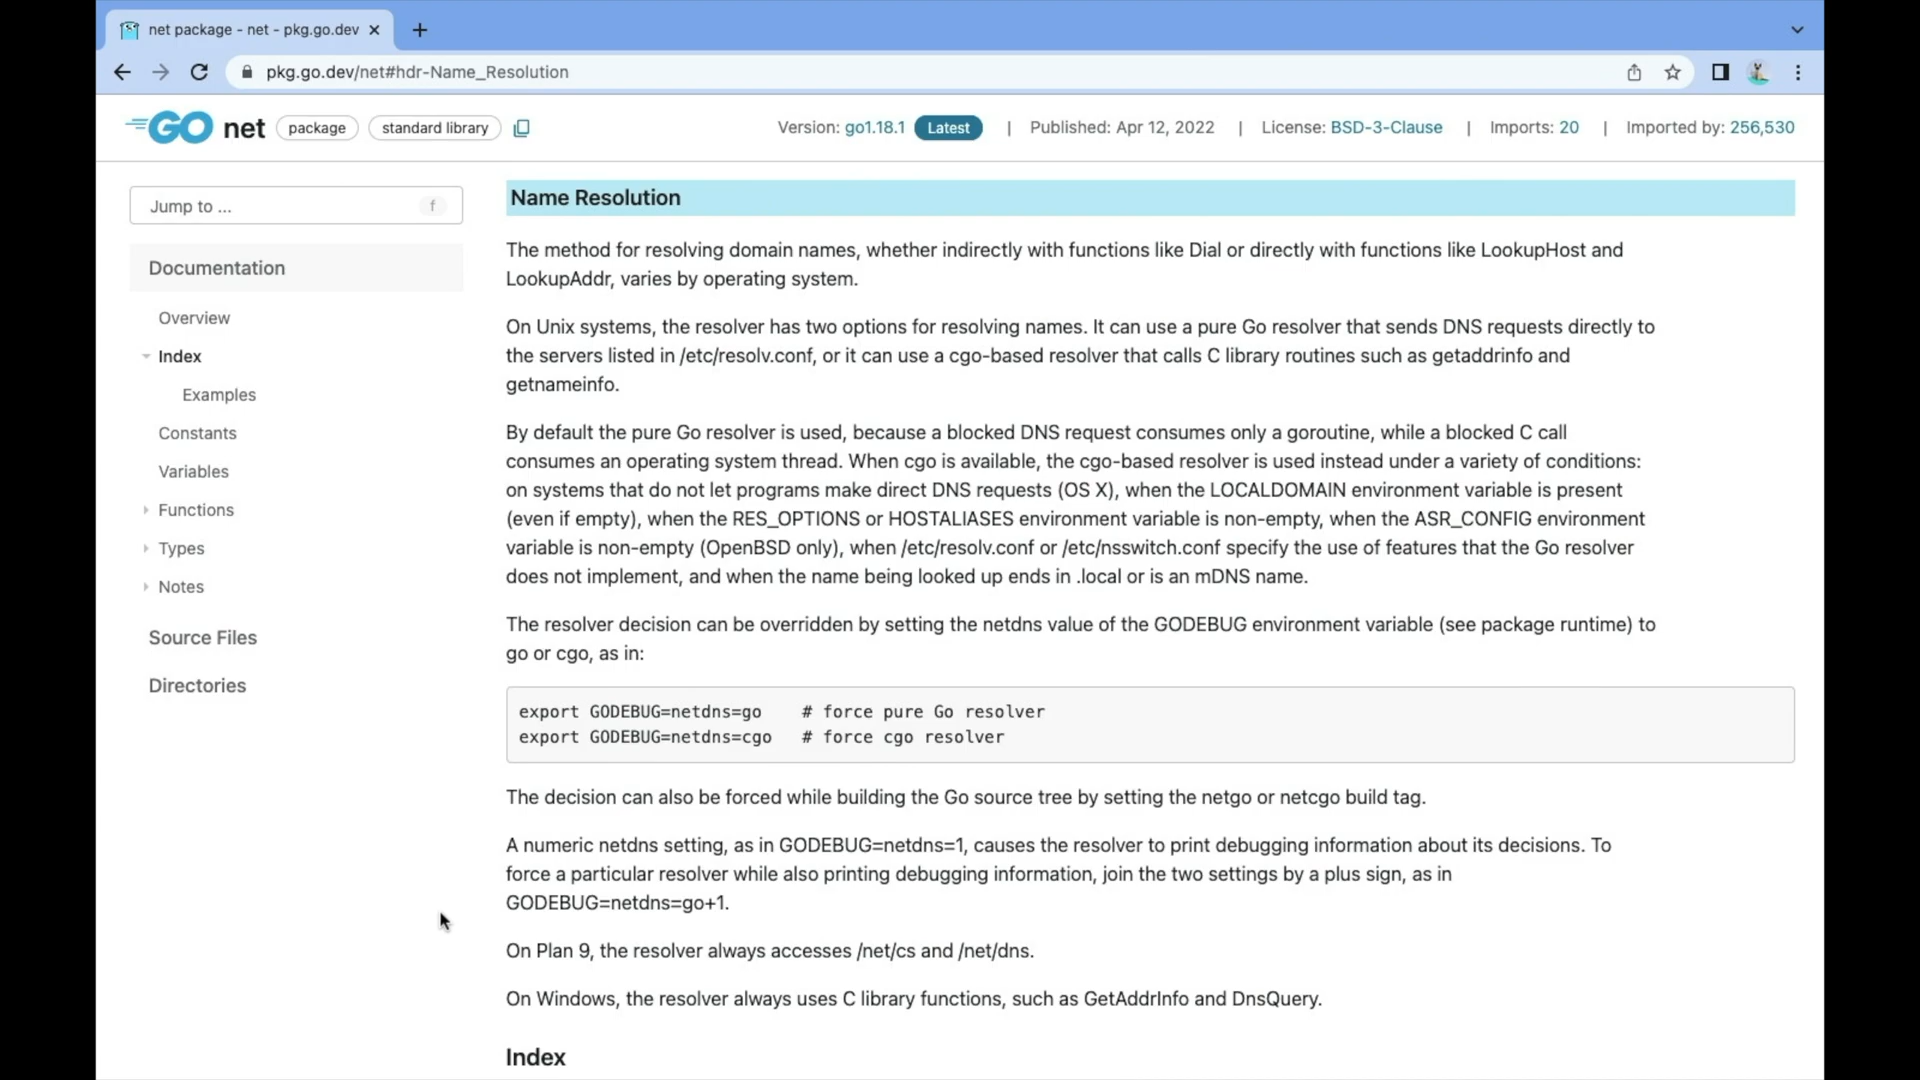 net package - net - pkg.go.dev
pkg.go.dev/net#hdr-Name_Resolution
GO net package standard library Version: go1.18.1 Latest | Published: Apr 12, 2022 | License: BSD-3-Clause | Imports: 20 | Imported by: 256,530
Jump to ... f
Documentation
Overview
Index
Examples
Constants
Variables
Functions
Types
Notes
Source Files
Directories
Name Resolution
The method for resolving domain names, whether indirectly with functions like Dial or directly with functions like LookupHost and
LookupAddr, varies by operating system.
On Unix systems, the resolver has two options for resolving names. It can use a pure Go resolver that sends DNS requests directly to
the servers listed in /etc/resolv.conf, or it can use a cgo-based resolver that calls C library routines such as getaddrinfo and
getnameinfo.
By default the pure Go resolver is used, because a blocked DNS request consumes only a goroutine, while a blocked C call
consumes an operating system thread. When cgo is available, the cgo-based resolver is used instead under a variety of conditions:
on systems that do not let programs make direct DNS requests (OS X), when the LOCALDOMAIN environment variable is present
(even if empty), when the RES_OPTIONS or HOSTALIASES environment variable is non-empty, when the ASR_CONFIG environment
variable is non-empty (OpenBSD only), when /etc/resolv.conf or /etc/nsswitch.conf specify the use of features that the Go resolver
does not implement, and when the name being looked up ends in .local or is an mDNS name.
The resolver decision can be overridden by setting the netdns value of the GODEBUG environment variable (see package runtime) to
go or cgo, as in:
export GODEBUG=netdns=go # force pure Go resolver
export GODEBUG=netdns=cgo # force cgo resolver
The decision can also be forced while building the Go source tree by setting the netgo or netcgo build tag.
A numeric netdns setting, as in GODEBUG=netdns=1, causes the resolver to print debugging information about its decisions. To
force a particular resolver while also printing debugging information, join the two settings by a plus sign, as in
GODEBUG=netdns=go+1.
On Plan 9, the resolver always accesses /net/cs and /net/dns.
On Windows, the resolver always uses C library functions, such as GetAddrInfo and DnsQuery.
Index